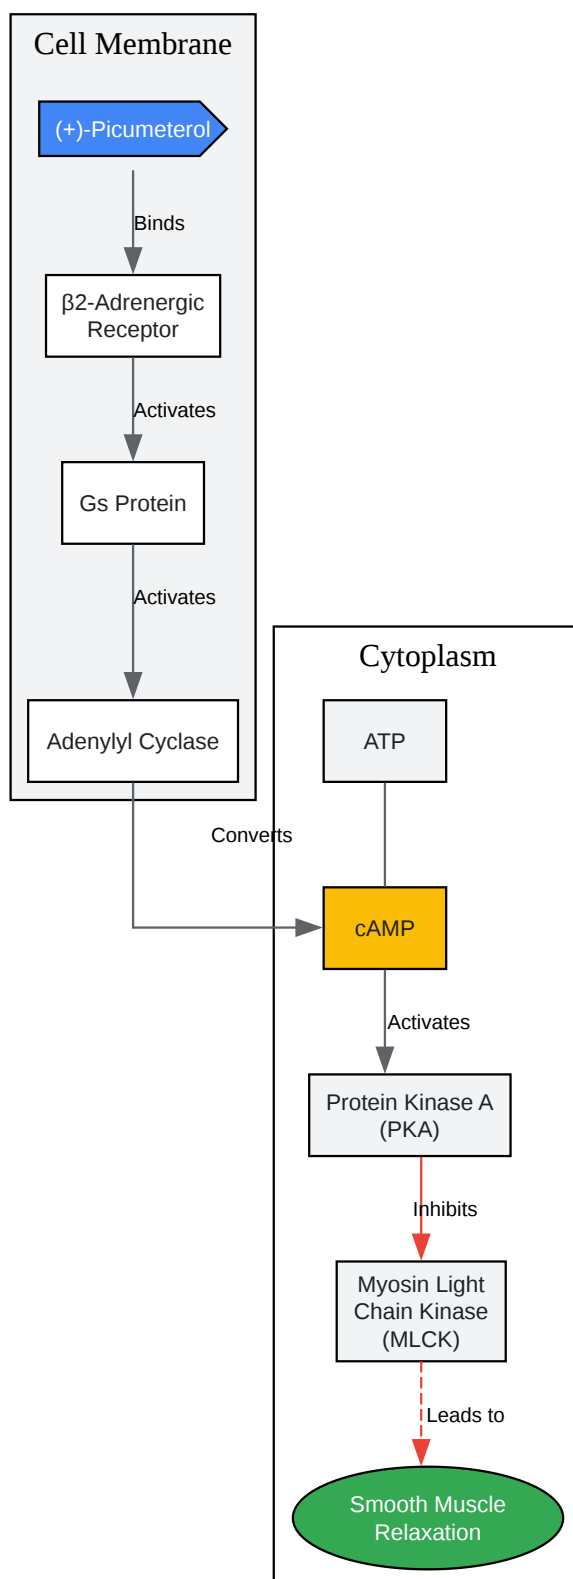 Cell Membrane
(+)-Picumeterol
Binds
β2-Adrenergic
Receptor
Activates
Gs Protein
Activates
Adenylyl Cyclase
Cytoplasm
ATP
Converts
cAMP
Activates
Protein Kinase A
(PKA)
Inhibits
Myosin Light
Chain Kinase
(MLCK)
Leads to
Smooth Muscle
Relaxation